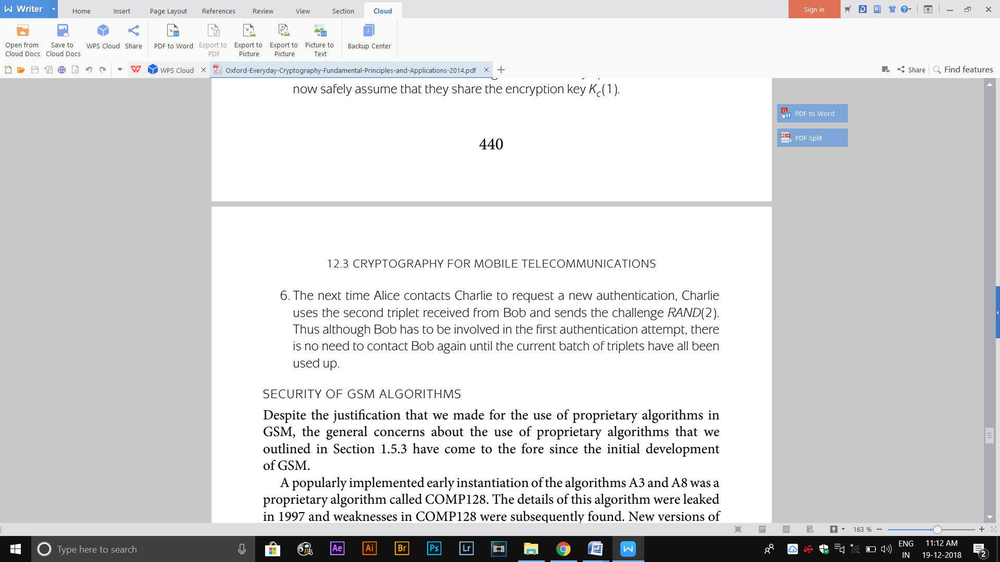 Writer
Home Insert Page Layout References Review View Section Cloud
Sign in
Open from Cloud Docs
Save to Cloud Docs
WPS Cloud
Share
PDF to Word
Export to PDF
Export to Picture
Export to Picture
Picture to Text
Backup Center
WPS Cloud
Oxford-Everyday-Cryptography-Fundamental-Principles-and-Applications-2014.pdf
Share
Find features
now safely assume that they share the encryption key Kc(1).
440
PDF to Word
PDF Split
12.3 CRYPTOGRAPHY FOR MOBILE TELECOMMUNICATIONS
6. The next time Alice contacts Charlie to request a new authentication, Charlie
uses the second triplet received from Bob and sends the challenge RAND(2).
Thus although Bob has to be involved in the first authentication attempt, there
is no need to contact Bob again until the current batch of triplets have all been
used up.
SECURITY OF GSM ALGORITHMS
Despite the justification that we made for the use of proprietary algorithms in
GSM, the general concerns about the use of proprietary algorithms that we
outlined in Section 1.5.3 have come to the fore since the initial development
of GSM.
A popularly implemented early instantiation of the algorithms A3 and A8 was a
proprietary algorithm called COMP128. The details of this algorithm were leaked
in 1997 and weaknesses in COMP128 were subsequently found. New versions of
163 %
Type here to search
Ae Ai Br Ps Lr
ENG
IN
11:12 AM
19-12-2018
2